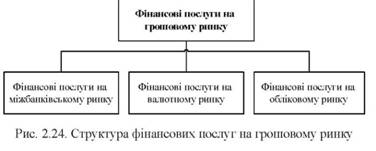 Фінансові послуги на
грошовому ринку
Фінансові послуги на
міжбанківському ринку
Фінансові послуги на
валютному ринку
Фінансові послуги на
обліковому ринку
Рис. 2.24. Структура фінансових послуг на грошовому ринку